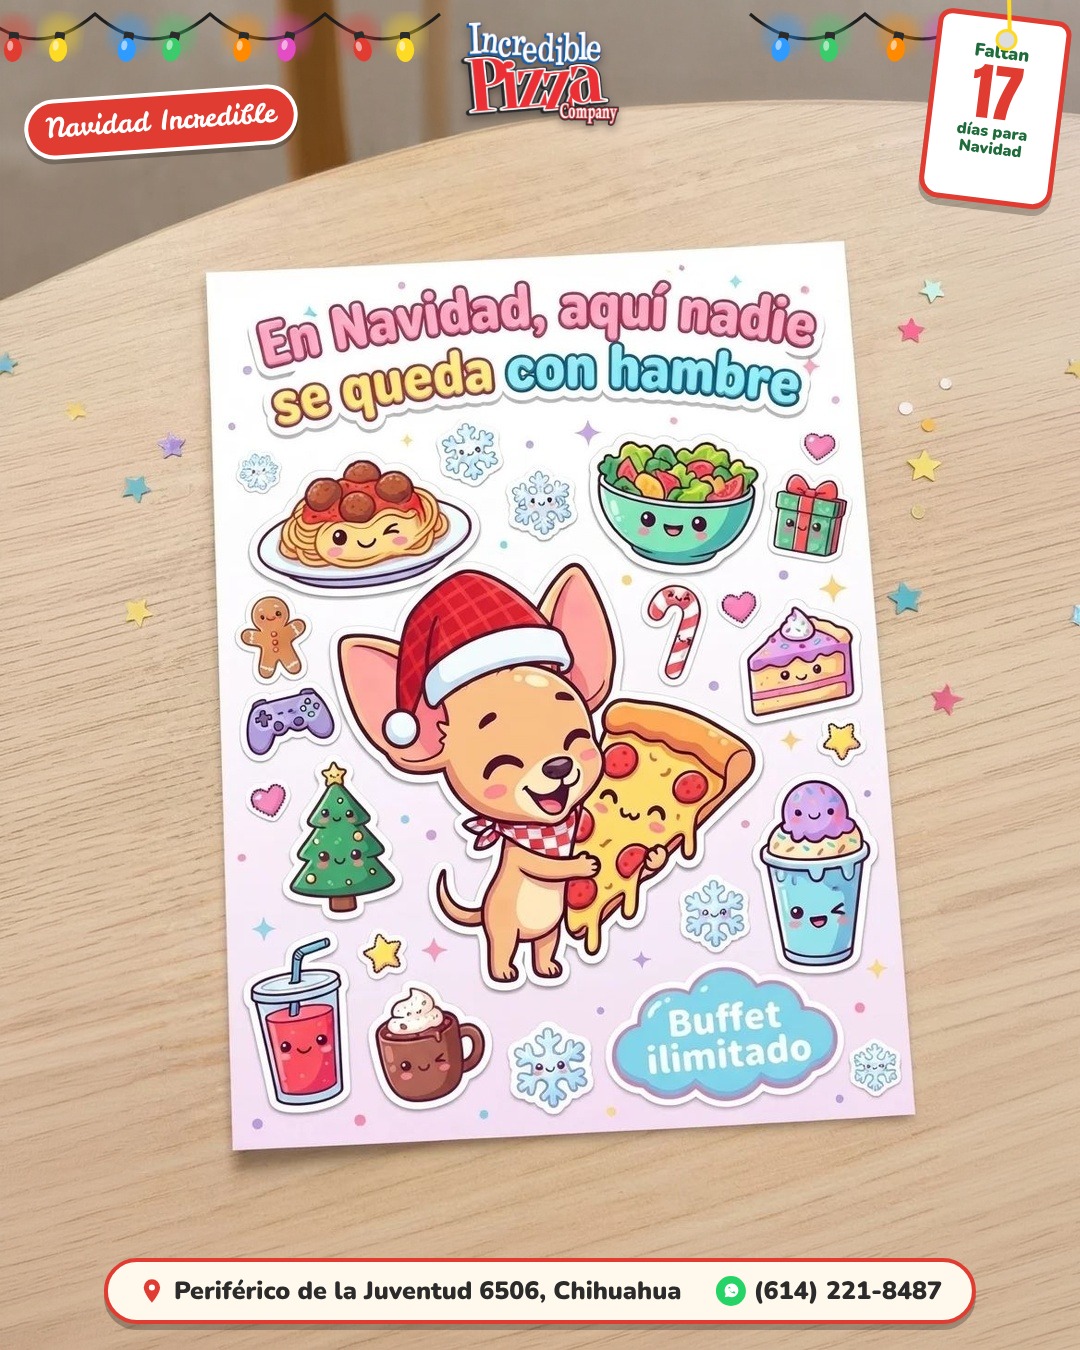 Incredible
Pizza
Company
Navidad Incredible
Faltan
17
días para
Navidad
En Navidad, aquí nadie
se queda con hambre
Buffet
ilimitado
Periférico de la Juventud 6506, Chihuahua
(614) 221-8487